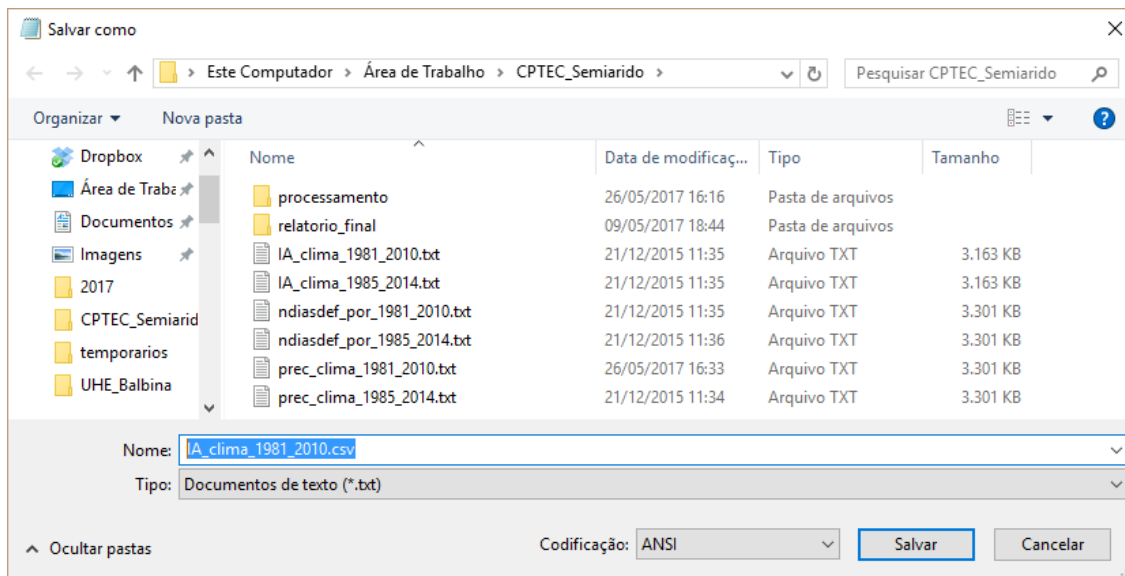 Salvar como
Este Computador > Área de Trabalho > CPTEC_Semiarido >
Pesquisar CPTEC_Semiarido
Organizar
Nova pasta
Dropbox
Área de Traba
Documentos
Imagens
2017
CPTEC_Semiarid
temporarios
UHE_Balbina
Nome Data de modificaç... Tipo Tamanho
processamento 26/05/2017 16:16 Pasta de arquivos
relatorio_final 09/05/2017 18:44 Pasta de arquivos
IA_clima_1981_2010.txt 21/12/2015 11:35 Arquivo TXT 3.163 KB
IA_clima_1985_2014.txt 21/12/2015 11:35 Arquivo TXT 3.163 KB
ndiasdef_por_1981_2010.txt 21/12/2015 11:35 Arquivo TXT 3.301 KB
ndiasdef_por_1985_2014.txt 21/12/2015 11:36 Arquivo TXT 3.301 KB
prec_clima_1981_2010.txt 26/05/2017 16:33 Arquivo TXT 3.301 KB
prec_clima_1985_2014.txt 21/12/2015 11:34 Arquivo TXT 3.301 KB
Nome: IA_clima_1981_2010.csv
Tipo: Documentos de texto (*.txt)
Ocultar pastas
Codificação: ANSI
Salvar
Cancelar